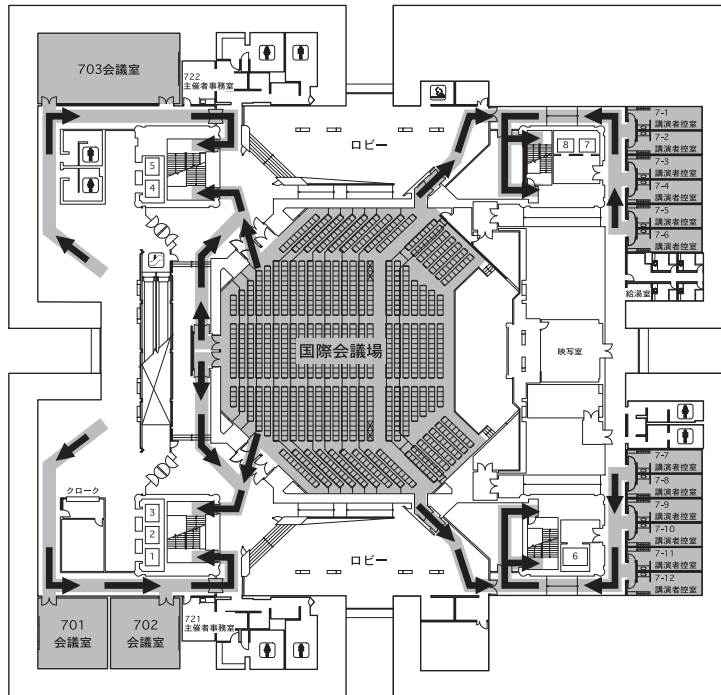 703会議室
722
主催者事務室
ロビー
5
4
8
7
7-1
講演者控室
7-2
講演者控室
7-3
講演者控室
7-4
講演者控室
7-5
講演者控室
7-6
講演者控室
給湯室
国際会議場
映写室
クローク
3
2
1
ロビー
6
7-7
講演者控室
7-8
講演者控室
7-9
講演者控室
7-10
講演者控室
7-11
講演者控室
7-12
講演者控室
701
会議室
702
会議室
721
主催者事務室